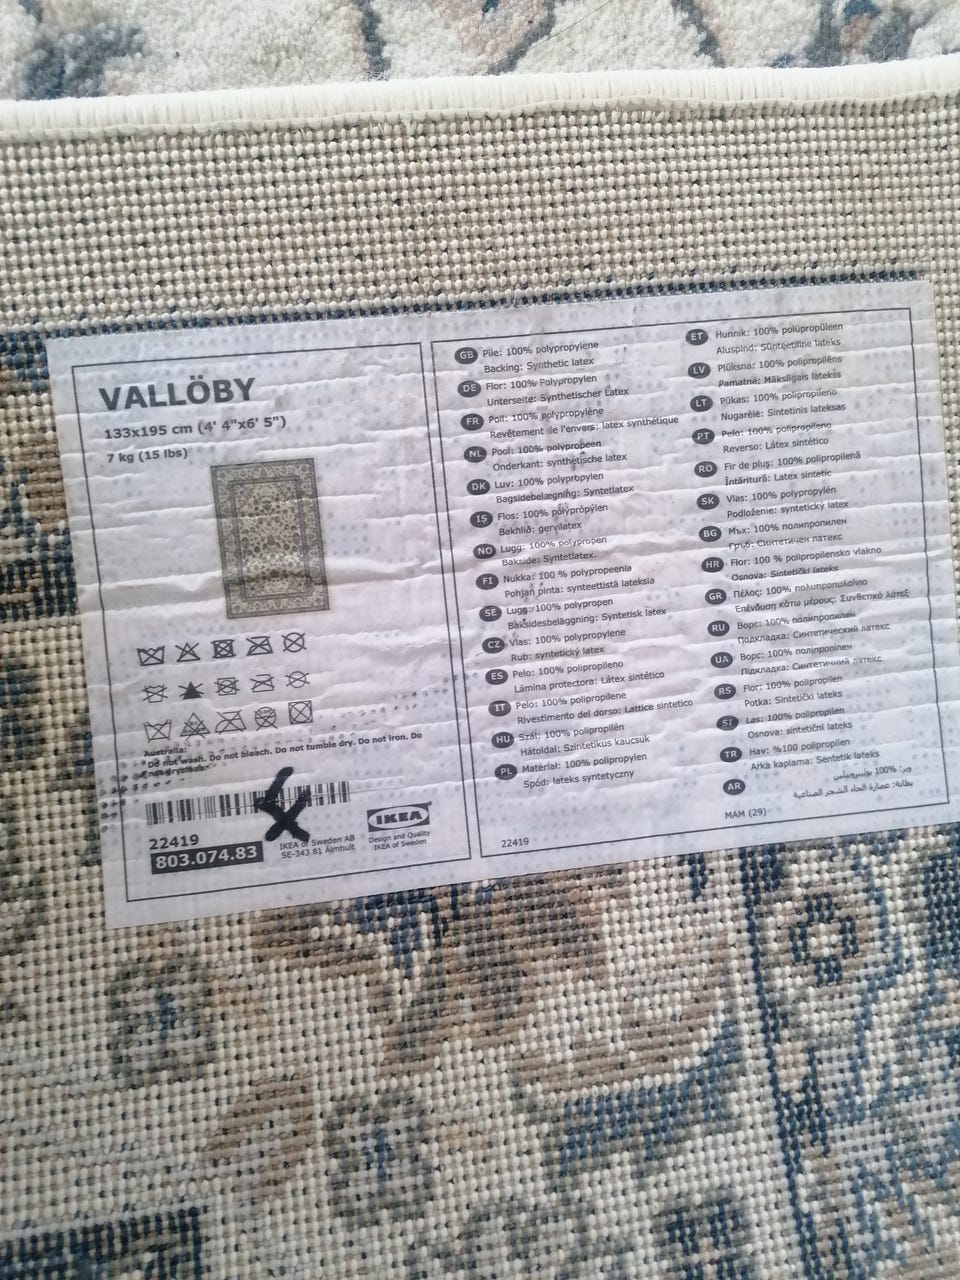 VALLÖBY
133x195 cm (4' 4"x6' 5")
7 kg (15 lbs)
Australia:
Do not wash. Do not bleach. Do not tumble dry. Do not iron. Do
not dryclean.
22419
803.074.83
IKEA of Sweden AB
SE-343 81 Älmhult
IKEA
Design and Quality
IKEA of Sweden
GB Pile: 100% polypropylene
Backing: Synthetic latex
DE Flor: 100% Polypropylen
Unterseite: Synthetischer Latex
FR Poil: 100% polypropylène
Revêtement de l'envers: latex synthétique
NL Pool: 100% polypropeen
Onderkant: synthetische latex
DK Luv: 100% polypropylen
Bagsidebelægning: Syntetlatex
IS Flos: 100% pólýprópýlen
Bakhlið: gervilatex
NO Lugg: 100% polypropen
Bakside: Syntetlatex.
FI Nukka: 100 % polypropeenia
Pohjan pinta: synteettistä lateksia
SE Lugg: 100% polypropen
Baksidesbeläggning: Syntetisk latex
CZ Vlas: 100% polypropylene
Rub: syntetický latex
ES Pelo: 100% polipropileno
Lámina protectora: Látex sintético
IT Pelo: 100% polipropilene
Rivestimento del dorso: Lattice sintetico
HU Szál: 100% polipropilén
Hátoldal: Szintetikus kaucsuk
PL Materiał: 100% polipropylen
Spód: lateks syntetyczny
22419
ET Hunnik: 100% polüpropüleen
Aluspind: Sünteetiline lateks
LV Plūksna: 100% polipropilēns
Pamatne: Mākslīgais latekss
LT Pūkas: 100% polipropileno
Nugarėlė: Sintetinis lateksas
PT Pelo: 100% polipropileno
Reverso: Látex sintético
RO Fir de pluş: 100% polipropilenă
Întăritură: Latex sintetic
SK Vlas: 100% polypropylén
Podloženie: syntetický latex
BG Мъх: 100% полипропилен
Гръб: Синтетичен латекс
HR Flor: 100 % polipropilensko vlakno
Osnova: Sintetički lateks
GR Πέλος: 100% πολυπροπυλαίνιο
Επένδυση κάτω μέρους: Συνθετικό λάτεξ
RU Ворс: 100% полипропилен
Подкладка: Синтетический латекс
UA Ворс: 100% поліпропілен
Підкладка: Синтетичний латекс
RS Flor: 100% polipropilen
Potka: Sintetički lateks
SI Las: 100% polipropilen
Osnova: sintetični lateks
TR Hav: %100 polipropilen
Arka kaplama: Sentetik lateks
AR وبر: %100 بوليبروبيلين
بطانة: عصارة لحاء الشجر الصناعية
MAM (29)